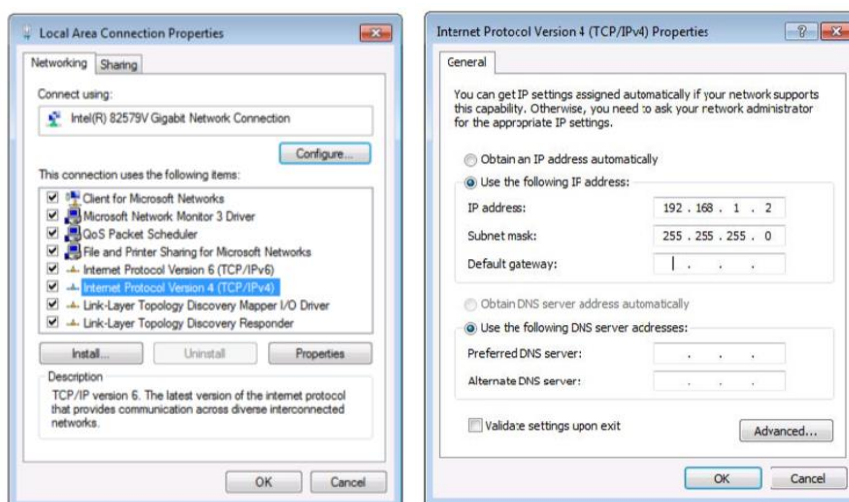 Local Area Connection Properties
Networking
Sharing
Connect using:
Intel(R) 82579V Gigabit Network Connection
Configure...
This connection uses the following items:
Client for Microsoft Networks
Microsoft Network Monitor 3 Driver
QoS Packet Scheduler
File and Printer Sharing for Microsoft Networks
Internet Protocol Version 6 (TCP/IPv6)
Internet Protocol Version 4 (TCP/IPv4)
Link-Layer Topology Discovery Mapper I/O Driver
Link-Layer Topology Discovery Responder
Install...
Uninstall
Properties
Description
TCP/IP version 6. The latest version of the internet protocol
that provides communication across diverse interconnected
networks.
OK
Cancel
Internet Protocol Version 4 (TCP/IPv4) Properties
General
You can get IP settings assigned automatically if your network supports
this capability. Otherwise, you need to ask your network administrator
for the appropriate IP settings.
Obtain an IP address automatically
Use the following IP address:
IP address: 192 . 168 . 1 . 2
Subnet mask: 255 . 255 . 255 . 0
Default gateway: . . .
Obtain DNS server address automatically
Use the following DNS server addresses:
Preferred DNS server: . . .
Alternate DNS server: . . .
Validate settings upon exit
Advanced...
OK
Cancel